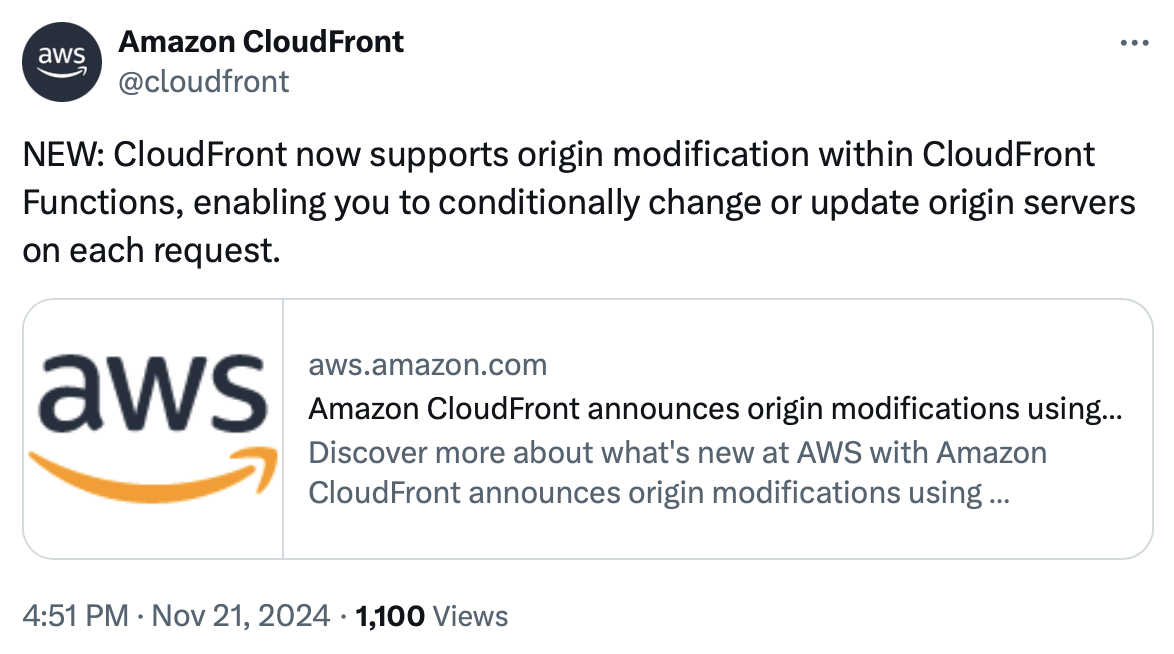 aws
Amazon CloudFront
@cloudfront
NEW: CloudFront now supports origin modification within CloudFront
Functions, enabling you to conditionally change or update origin servers
on each request.
aws
aws.amazon.com
Amazon CloudFront announces origin modifications using...
Discover more about what's new at AWS with Amazon
CloudFront announces origin modifications using ...
4:51 PM · Nov 21, 2024 · 1,100 Views